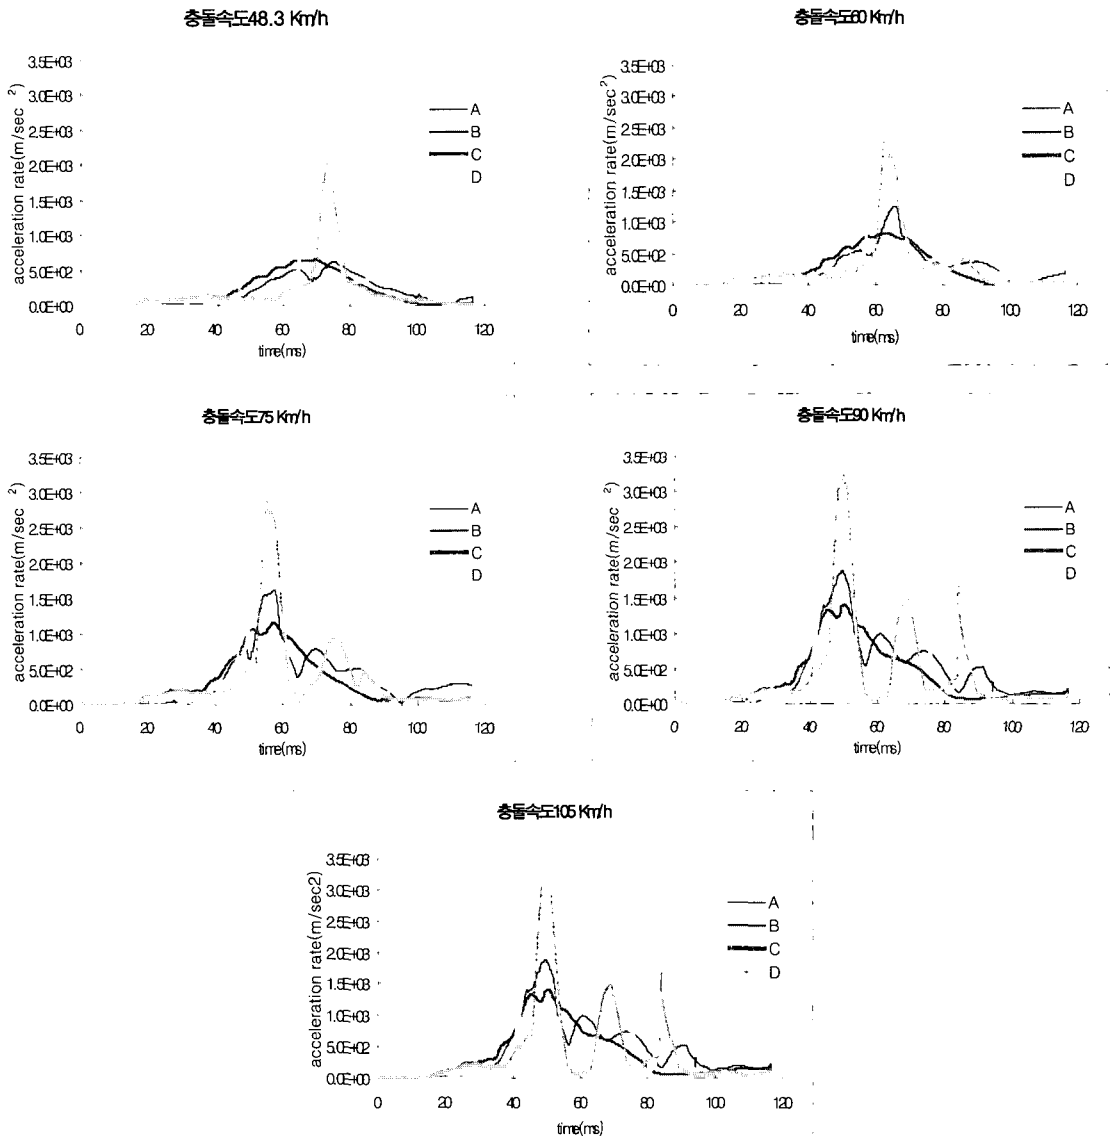 충돌속도48.3 Km/h
acceleration rate(m/sec 2)
3.5E+03
3.0E+03
2.5E+03
2.0E+03
1.5E+03
1.0E+03
5.0E+02
0.0E+00
0 20 40 60 80 100 120
time(ms)
A
B
C
D
충돌속도60 Km/h
acceleration rate(m/sec2)
3.5E+03
3.0E+03
2.5E+03
2.0E+03
1.5E+03
1.0E+03
5.0E+02
0.0E+00
0 20 40 60 80 100 120
time(ms)
A
B
C
D
충돌속도75 Km/h
acceleration rate(m/sec 2)
3.5E+03
3.0E+03
2.5E+03
2.0E+03
1.5E+03
1.0E+03
5.0E+02
0.0E+00
0 20 40 60 80 100 120
time(ms)
A
B
C
D
충돌속도90 Km/h
acceleration rate(m/sec 2)
3.5E+03
3.0E+03
2.5E+03
2.0E+03
1.5E+03
1.0E+03
5.0E+02
0.0E+00
0 20 40 60 80 100 120
time(ms)
A
B
C
D
충돌속도105 Km/h
acceleration rate(m/sec2)
3.5E+03
3.0E+03
2.5E+03
2.0E+03
1.5E+03
1.0E+03
5.0E+02
0.0E+00
0 20 40 60 80 100 120
time(ms)
A
B
C
D